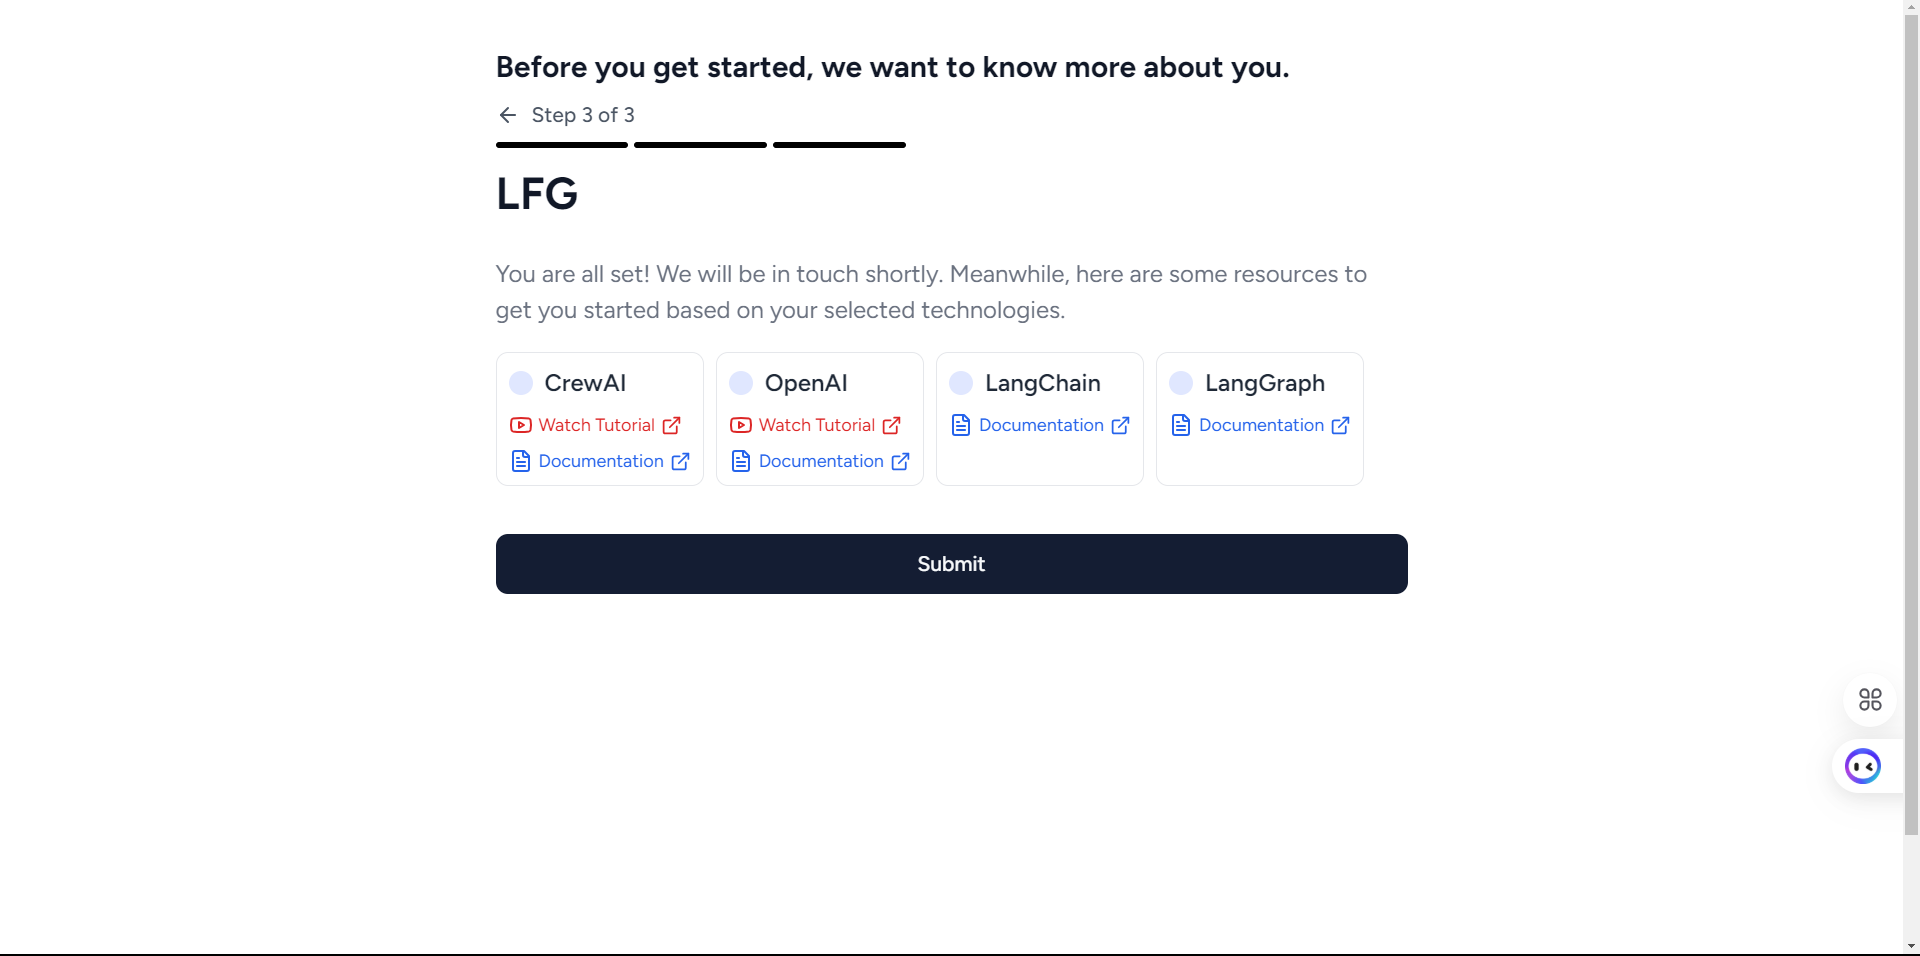 Before you get started, we want to know more about you.
Step 3 of 3
LFG
You are all set! We will be in touch shortly. Meanwhile, here are some resources to
get you started based on your selected technologies.
CrewAI
Watch Tutorial
Documentation
OpenAI
Watch Tutorial
Documentation
LangChain
Documentation
LangGraph
Documentation
Submit